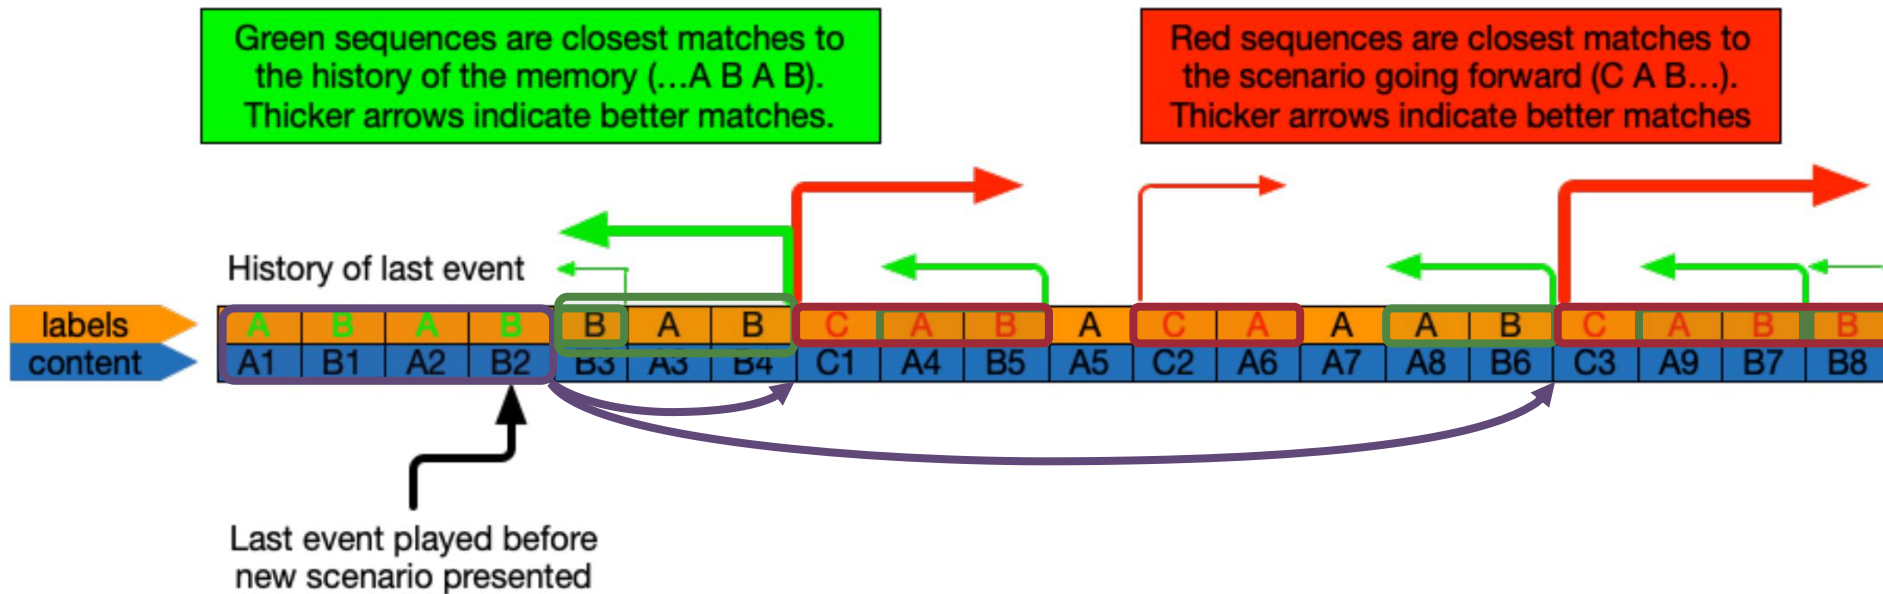 Green sequences are closest matches to
the history of the memory (...A B A B).
Thicker arrows indicate better matches.
Red sequences are closest matches to
the scenario going forward (C A B...).
Thicker arrows indicate better matches
History of last event
labels A B A B B A B C A B A C A A A B C A B B
content A1 B1 A2 B2 B3 A3 B4 C1 A4 B5 A5 C2 A6 A7 A8 B6 C3 A9 B7 B8
Last event played before
new scenario presented